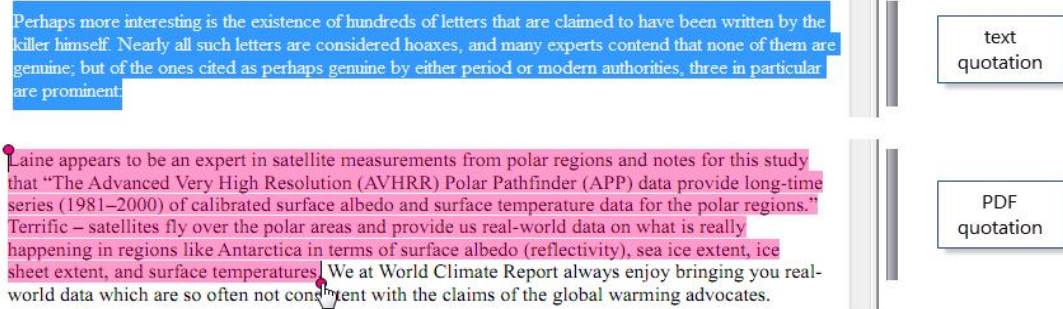 Perhaps more interesting is the existence of hundreds of letters that are claimed to have been written by the
killer himself. Nearly all such letters are considered hoaxes, and many experts contend that none of them are
genuine; but of the ones cited as perhaps genuine by either period or modern authorities, three in particular
are prominent:
text
quotation
Laine appears to be an expert in satellite measurements from polar regions and notes for this study
that “The Advanced Very High Resolution (AVHRR) Polar Pathfinder (APP) data provide long-time
series (1981–2000) of calibrated surface albedo and surface temperature data for the polar regions.”
Terrific – satellites fly over the polar areas and provide us real-world data on what is really
happening in regions like Antarctica in terms of surface albedo (reflectivity), sea ice extent, ice
sheet extent, and surface temperatures. We at World Climate Report always enjoy bringing you real-
world data which are so often not consistent with the claims of the global warming advocates.
PDF
quotation